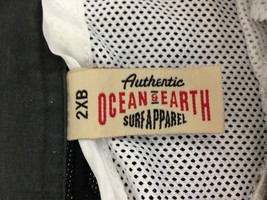 Authentic
OCEAN & EARTH
SURF APPAREL
2XB